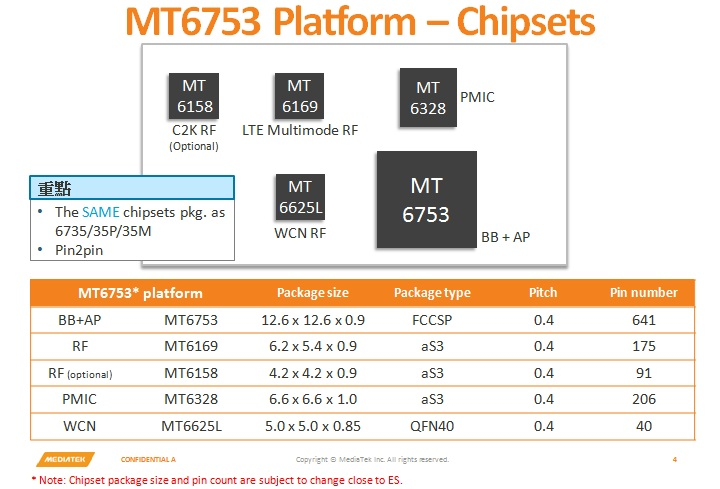 MT6753 Platform – Chipsets
MT
6158
C2K RF
(Optional)
MT
6169
LTE Multimode RF
MT
6328
PMIC
重點
• The SAME chipsets pkg. as
6735/35P/35M
• Pin2pin
MT
6625L
WCN RF
MT
6753
BB + AP
MT6753* platform Package size Package type Pitch Pin number
BB+AP MT6753 12.6 x 12.6 x 0.9 FCCSP 0.4 641
RF MT6169 6.2 x 5.4 x 0.9 aS3 0.4 175
RF (optional) MT6158 4.2 x 4.2 x 0.9 aS3 0.4 91
PMIC MT6328 6.6 x 6.6 x 1.0 aS3 0.4 206
WCN MT6625L 5.0 x 5.0 x 0.85 QFN40 0.4 40
MEDIATEK CONFIDENTIAL A Copyright © MediaTek Inc. All rights reserved. 4
* Note: Chipset package size and pin count are subject to change close to ES.